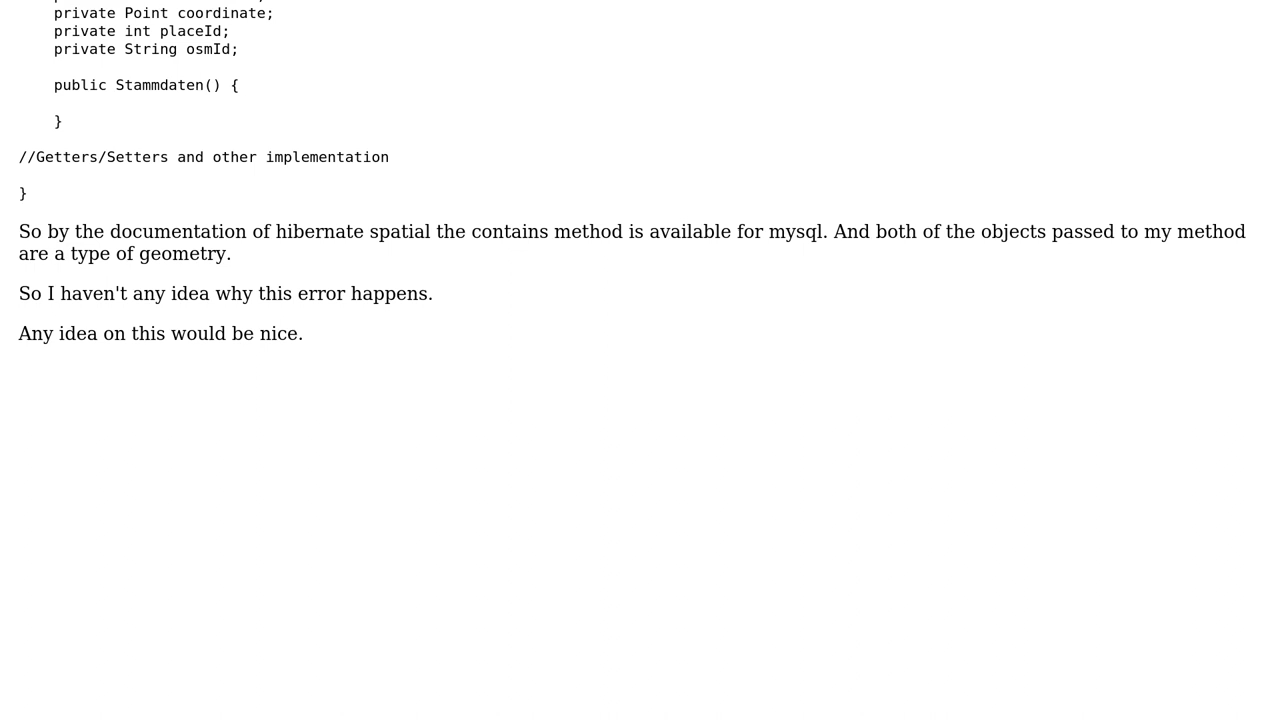 private Point coordinate;
private int placeId;
private String osmId;
public Stammdaten() {
}
//Getters/Setters and other implementation
}
So by the documentation of hibernate spatial the contains method is available for mysql. And both of the objects passed to my method
are a type of geometry.
So I haven't any idea why this error happens.
Any idea on this would be nice.